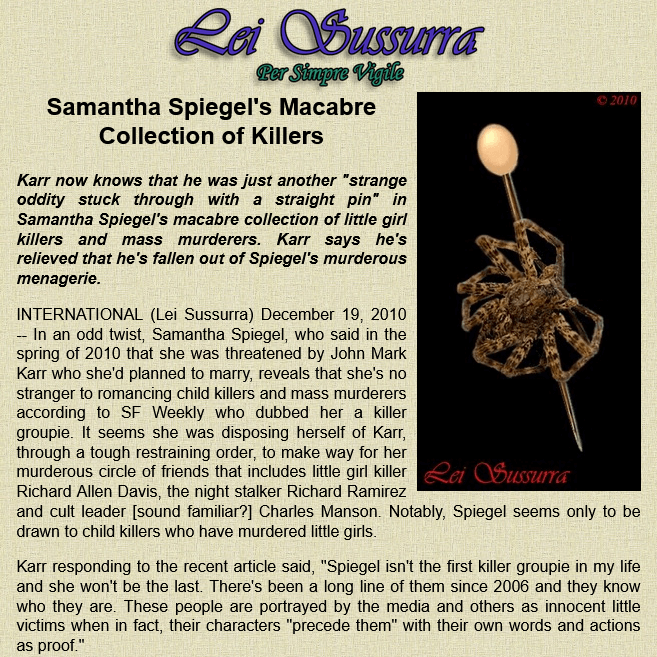 Lei Sussurra
Per Simpre Vigile
Samantha Spiegel's Macabre
Collection of Killers
© 2010
Karr now knows that he was just another "strange
oddity stuck through with a straight pin" in
Samantha Spiegel's macabre collection of little girl
killers and mass murderers. Karr says he's
relieved that he's fallen out of Spiegel's murderous
menagerie.
INTERNATIONAL (Lei Sussurra) December 19, 2010
-- In an odd twist, Samantha Spiegel, who said in the
spring of 2010 that she was threatened by John Mark
Karr who she'd planned to marry, reveals that she's no
stranger to romancing child killers and mass murderers
according to SF Weekly who dubbed her a killer
groupie. It seems she was disposing herself of Karr,
through a tough restraining order, to make way for her
murderous circle of friends that includes little girl killer
Richard Allen Davis, the night stalker Richard Ramirez
and cult leader [sound familiar?] Charles Manson. Notably, Spiegel seems only to be
drawn to child killers who have murdered little girls.
Lei Sussurra
Karr responding to the recent article said, "Spiegel isn't the first killer groupie in my life
and she won't be the last. There's been a long line of them since 2006 and they know
who they are. These people are portrayed by the media and others as innocent little
victims when in fact, their characters "precede them" with their own words and actions
as proof."